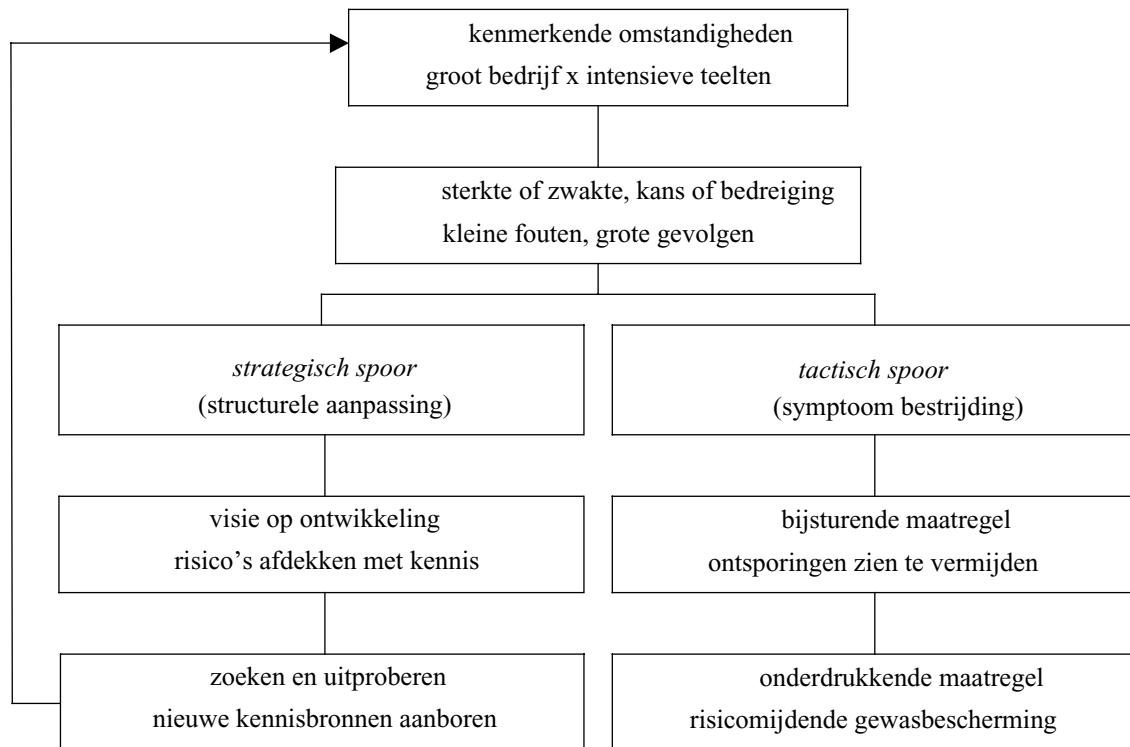 kenmerkende omstandigheden
groot bedrijf x intensieve teelten
sterkte of zwakte, kans of bedreiging
kleine fouten, grote gevolgen
strategisch spoor
(structurele aanpassing)
tactisch spoor
(symptoom bestrijding)
visie op ontwikkeling
risico’s afdekken met kennis
bijsturende maatregel
ontsporingen zien te vermijden
zoeken en uitproberen
nieuwe kennisbronnen aanboren
onderdrukkende maatregel
risicomijdende gewasbescherming